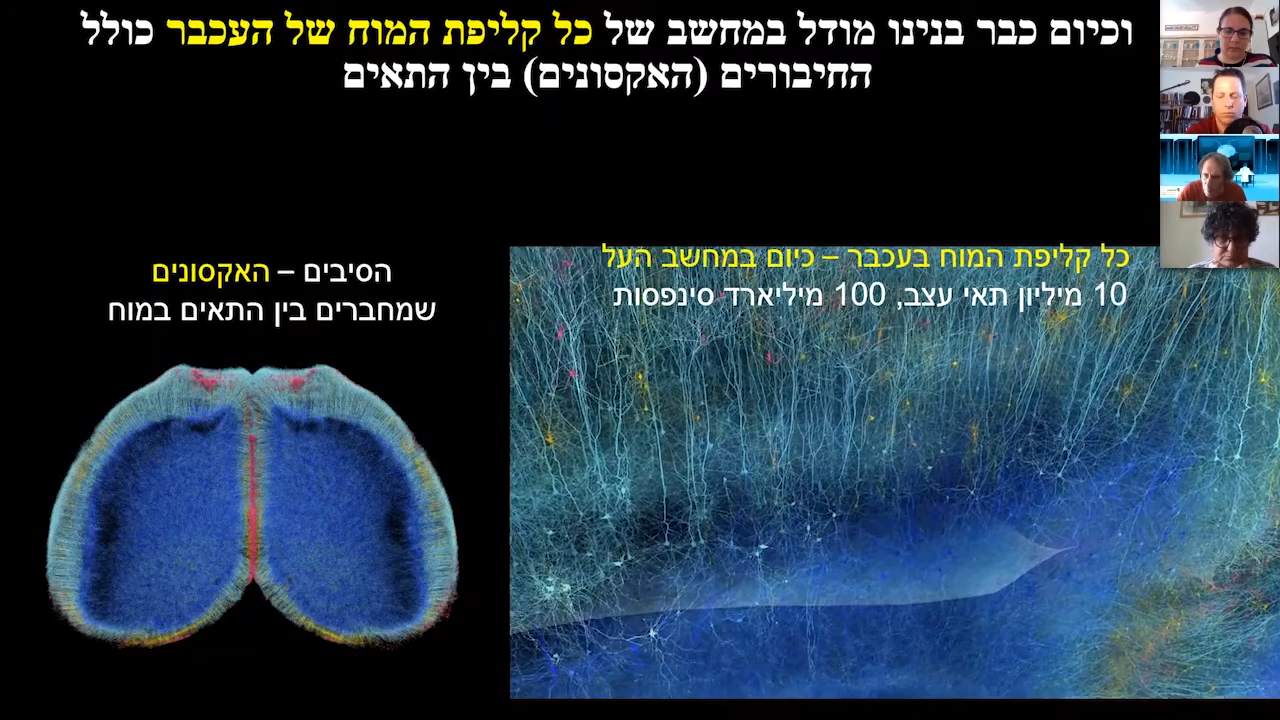 וכיום כבר בנינו מודל במחשב של כל קליפת המוח של העכבר כולל
החיבורים (האקסונים) בין התאים
כל קליפת המוח בעכבר – כיום במחשב העל
10 מיליון תאי עצב, 100 מיליארד סינפסות
הסיבים – האקסונים
שמחברים בין התאים במוח